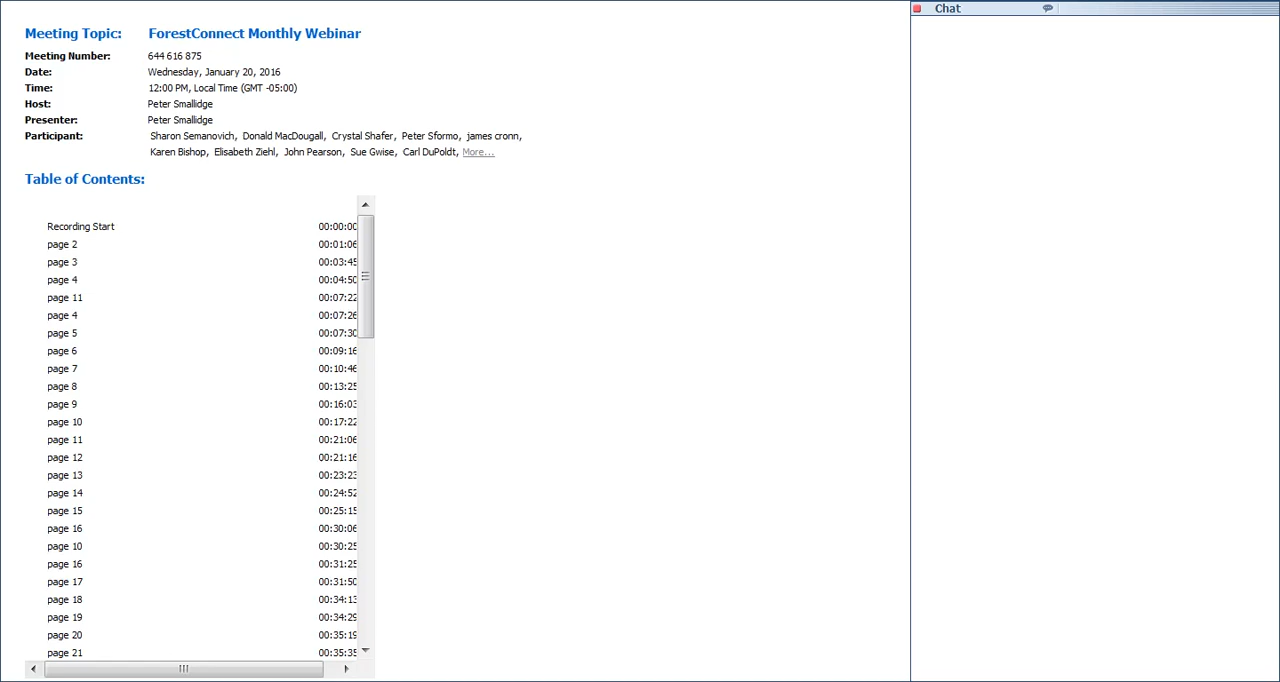 Chat
Meeting Topic: ForestConnect Monthly Webinar
Meeting Number: 644 616 875
Date: Wednesday, January 20, 2016
Time: 12:00 PM, Local Time (GMT -05:00)
Host: Peter Smallidge
Presenter: Peter Smallidge
Participant: Sharon Semanovich, Donald MacDougall, Crystal Shafer, Peter Sformo, james cronn,
Karen Bishop, Elisabeth Ziehl, John Pearson, Sue Gwise, Carl DuPoldt, More...
Table of Contents:
Recording Start 00:00:00
page 2 00:01:06
page 3 00:03:45
page 4 00:04:50
page 11 00:07:22
page 4 00:07:26
page 5 00:07:30
page 6 00:09:16
page 7 00:10:46
page 8 00:13:25
page 9 00:16:03
page 10 00:17:22
page 11 00:21:06
page 12 00:21:16
page 13 00:23:23
page 14 00:24:52
page 15 00:25:15
page 16 00:30:06
page 10 00:30:25
page 16 00:31:25
page 17 00:31:50
page 18 00:34:13
page 19 00:34:29
page 20 00:35:19
page 21 00:35:35